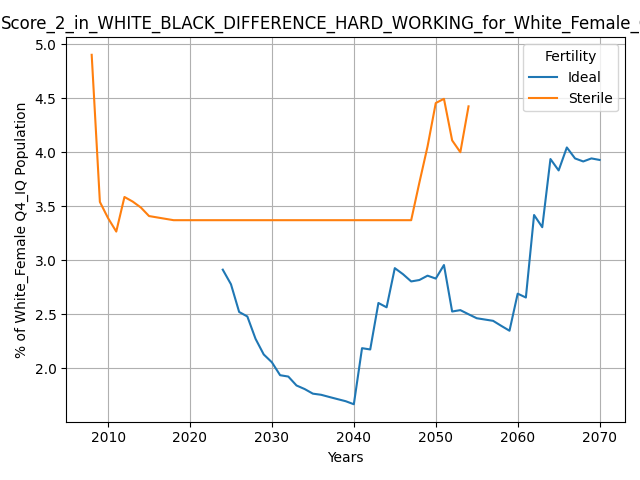 Score_2_in_WHITE_BLACK_DIFFERENCE_HARD_WORKING_for_White_Female_
Fertility
Ideal
Sterile
5.0
4.5
4.0
3.5
3.0
2.5
2.0
% of White_Female Q4_IQ Population
2010 2020 2030 2040 2050 2060 2070
Years